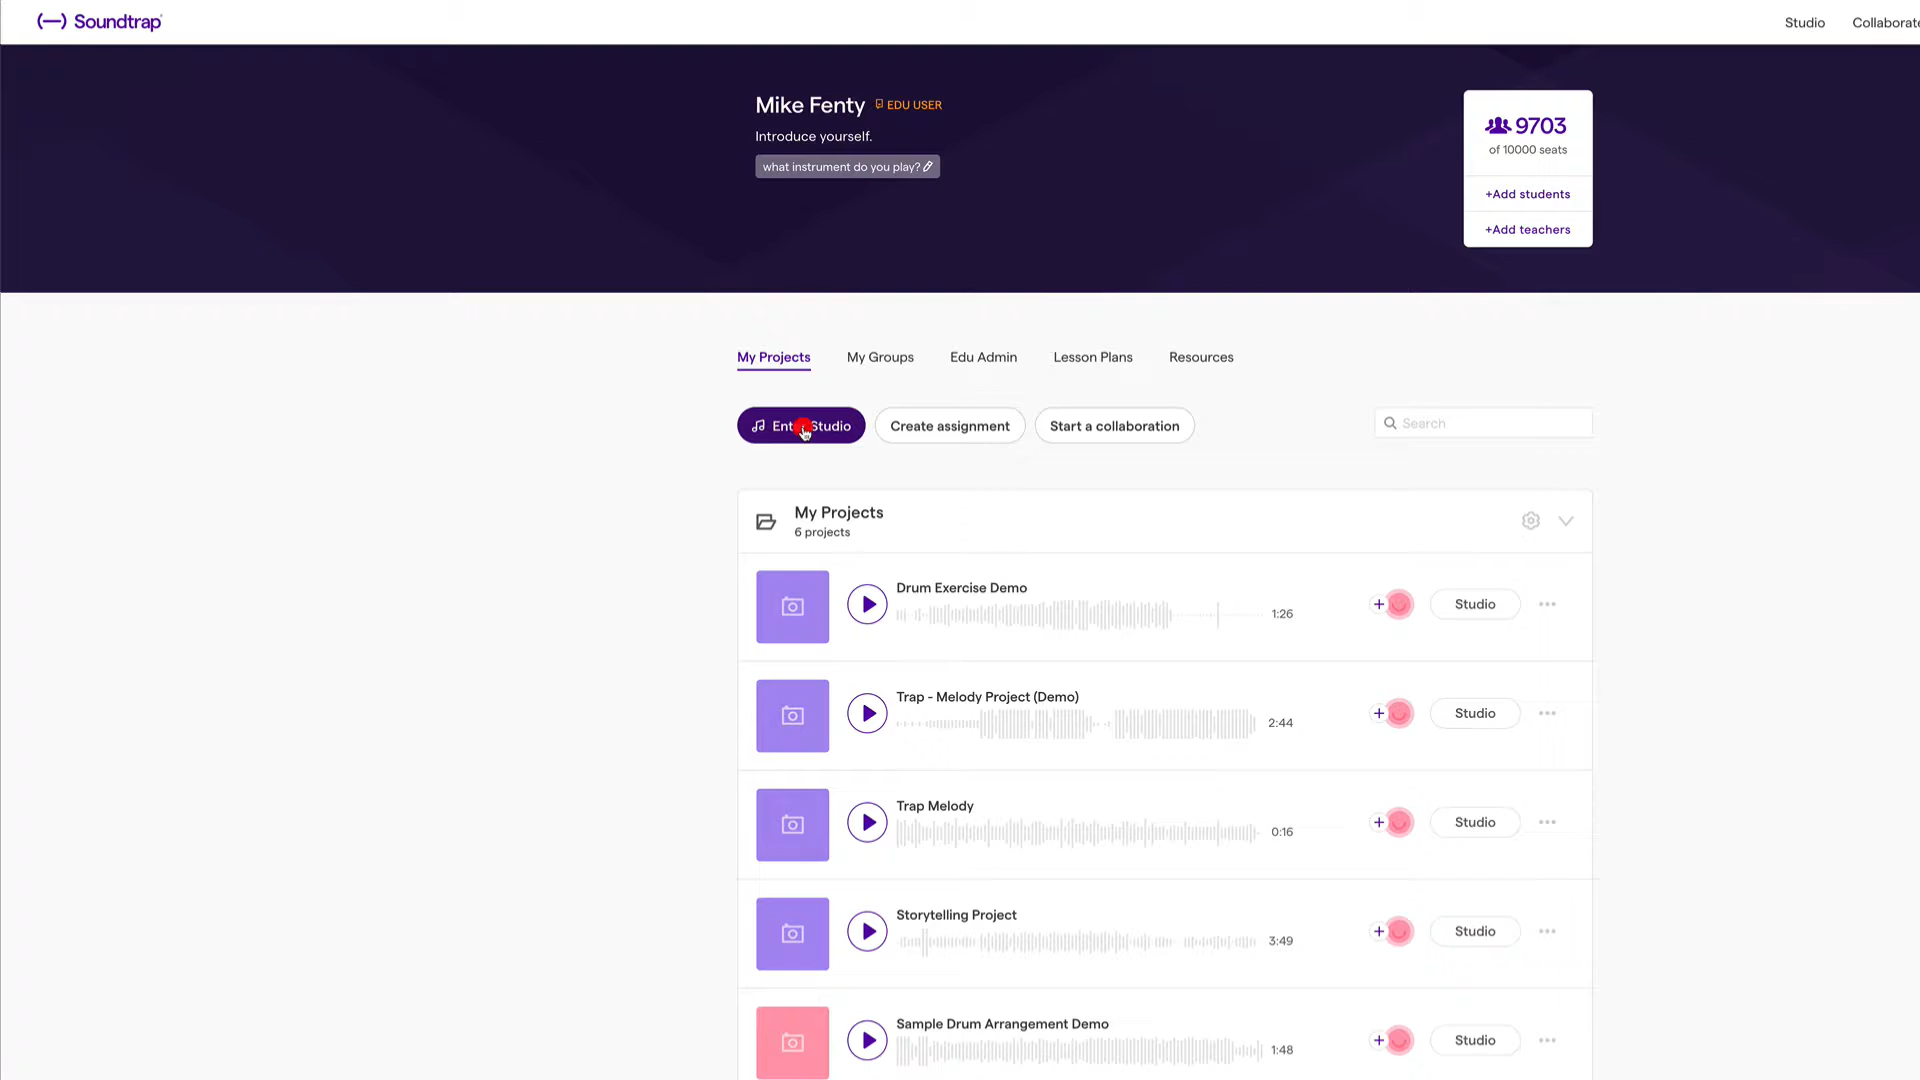 Soundtrap
Studio
Collaborate
Mike Fenty
EDU USER
Introduce yourself.
what instrument do you play?
9703
of 10000 seats
+Add students
+Add teachers
My Projects
My Groups
Edu Admin
Lesson Plans
Resources
Ent Studio
Create assignment
Start a collaboration
Search
My Projects
6 projects
Drum Exercise Demo
1:26
Studio
Trap - Melody Project (Demo)
2:44
Studio
Trap Melody
0:16
Studio
Storytelling Project
3:49
Studio
Sample Drum Arrangement Demo
1:48
Studio